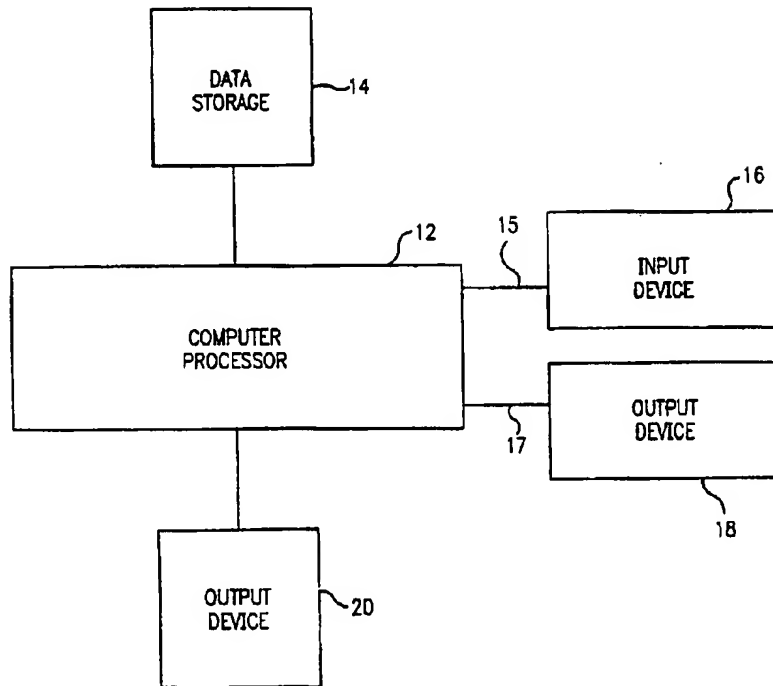 DATA
STORAGE
14
12
COMPUTER
PROCESSOR
15
16
INPUT
DEVICE
17
OUTPUT
DEVICE
18
OUTPUT
DEVICE
20